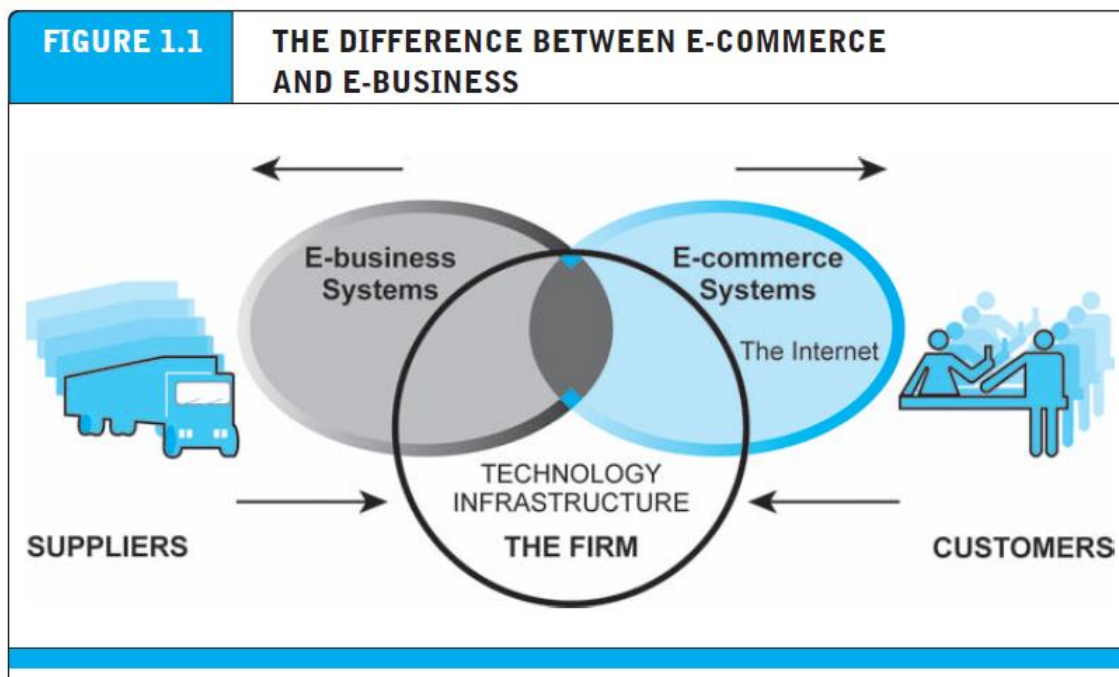 FIGURE 1.1
THE DIFFERENCE BETWEEN E-COMMERCE
AND E-BUSINESS
E-business
Systems
E-commerce
Systems
The Internet
TECHNOLOGY
INFRASTRUCTURE
THE FIRM
SUPPLIERS
CUSTOMERS